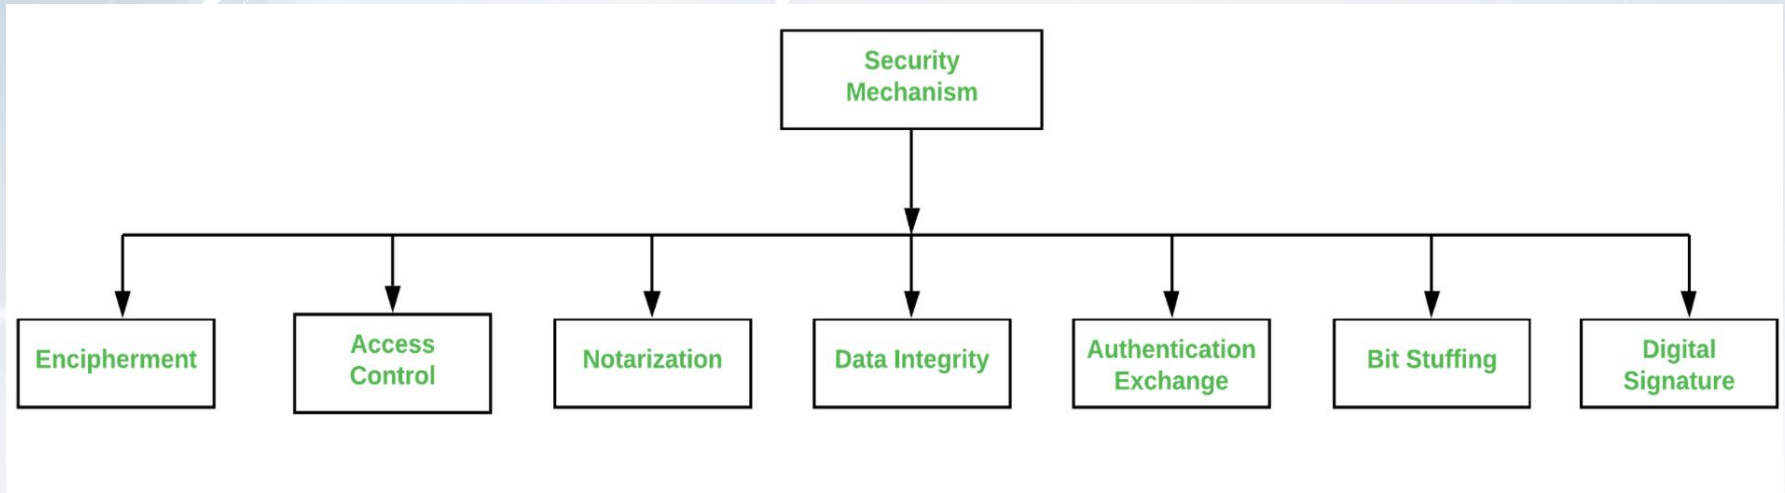 Security
Mechanism
Encipherment
Access
Control
Notarization
Data Integrity
Authentication
Exchange
Bit Stuffing
Digital
Signature